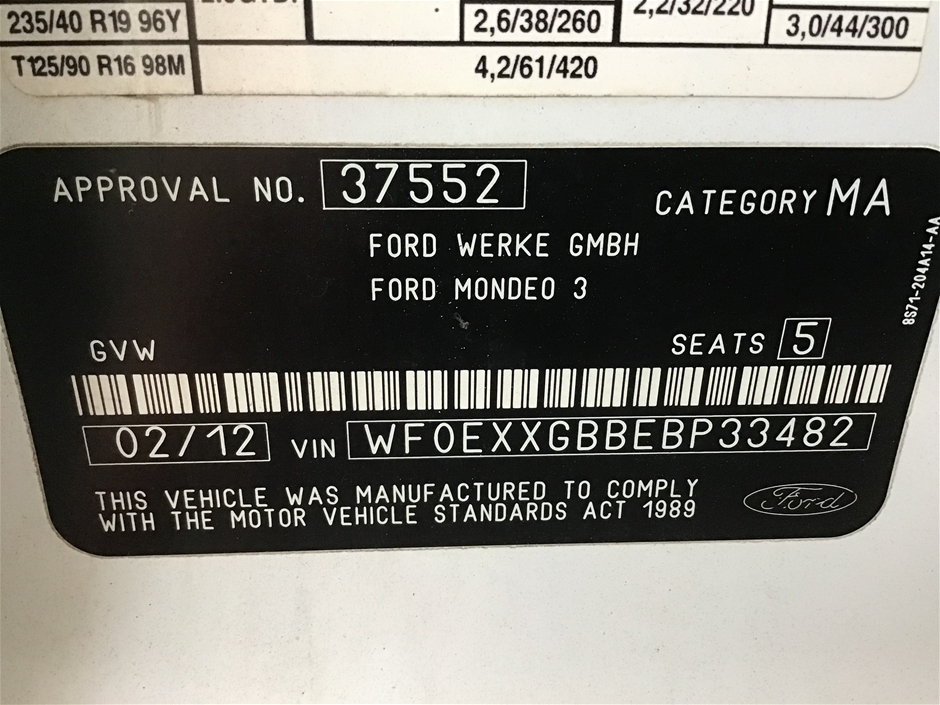 235/40 R19 96Y 2,6/38/260 2,2/32/220 3,0/44/300
T125/90 R16 98M 4,2/61/420
APPROVAL NO. 37552
CATEGORY MA
FORD WERKE GMBH
FORD MONDEO 3
8S71-204A14-AA
GVW
SEATS 5
02/12 VIN WF0EXXGBBEBP33482
THIS VEHICLE WAS MANUFACTURED TO COMPLY
WITH THE MOTOR VEHICLE STANDARDS ACT 1989
Ford